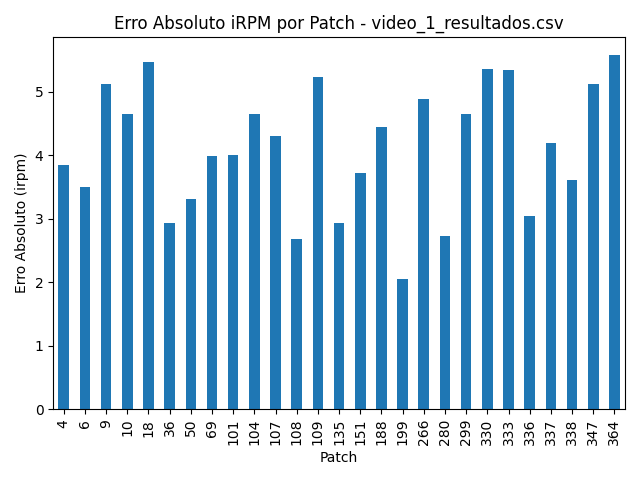 Erro Absoluto iRPM por Patch - video_1_resultados.csv
Erro Absoluto (irpm)
5
4
3
2
1
0
4 6 9 10 18 36 50 69 101 104 107 108 109 135 151 188 199 266 280 299 330 333 336 337 338 347 364
Patch